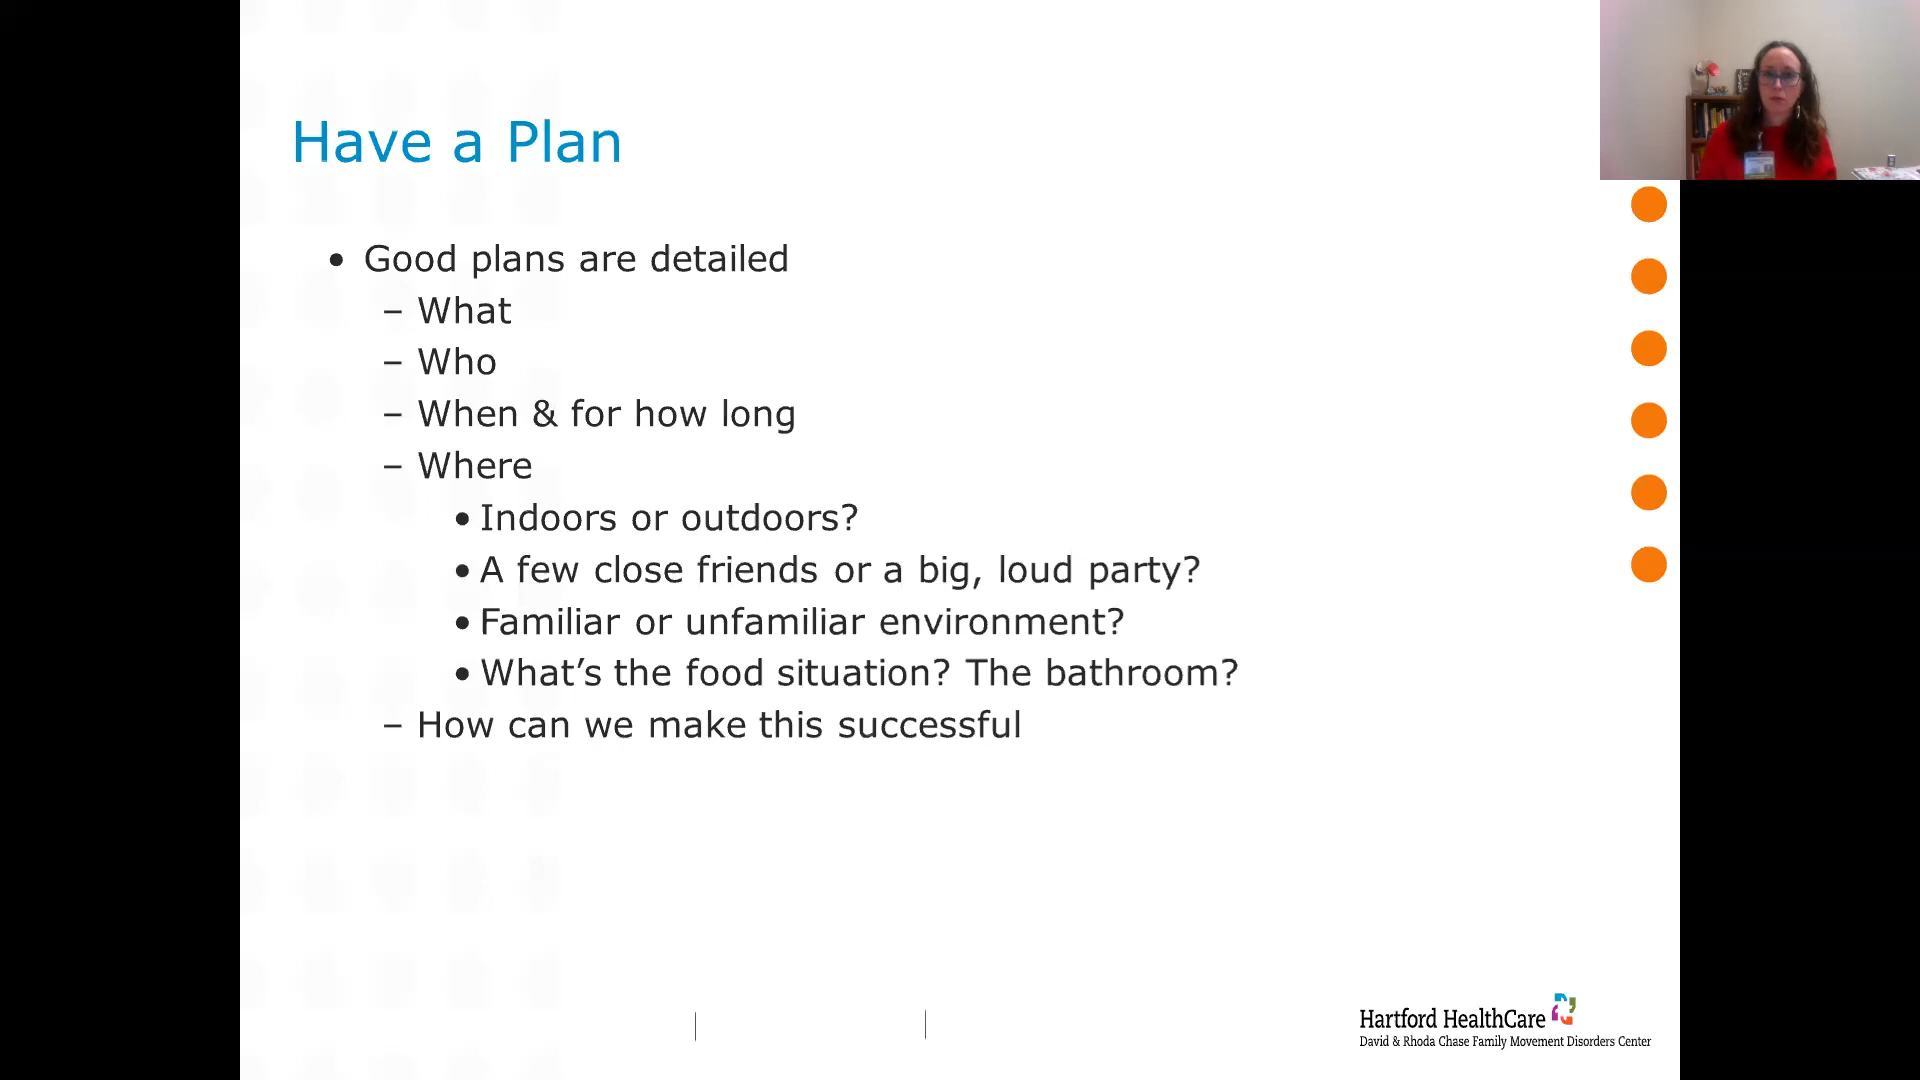 Have a Plan
• Good plans are detailed
– What
– Who
– When & for how long
– Where
• Indoors or outdoors?
• A few close friends or a big, loud party?
• Familiar or unfamiliar environment?
• What’s the food situation? The bathroom?
– How can we make this successful
Hartford HealthCare
David & Rhoda Chase Family Movement Disorders Center